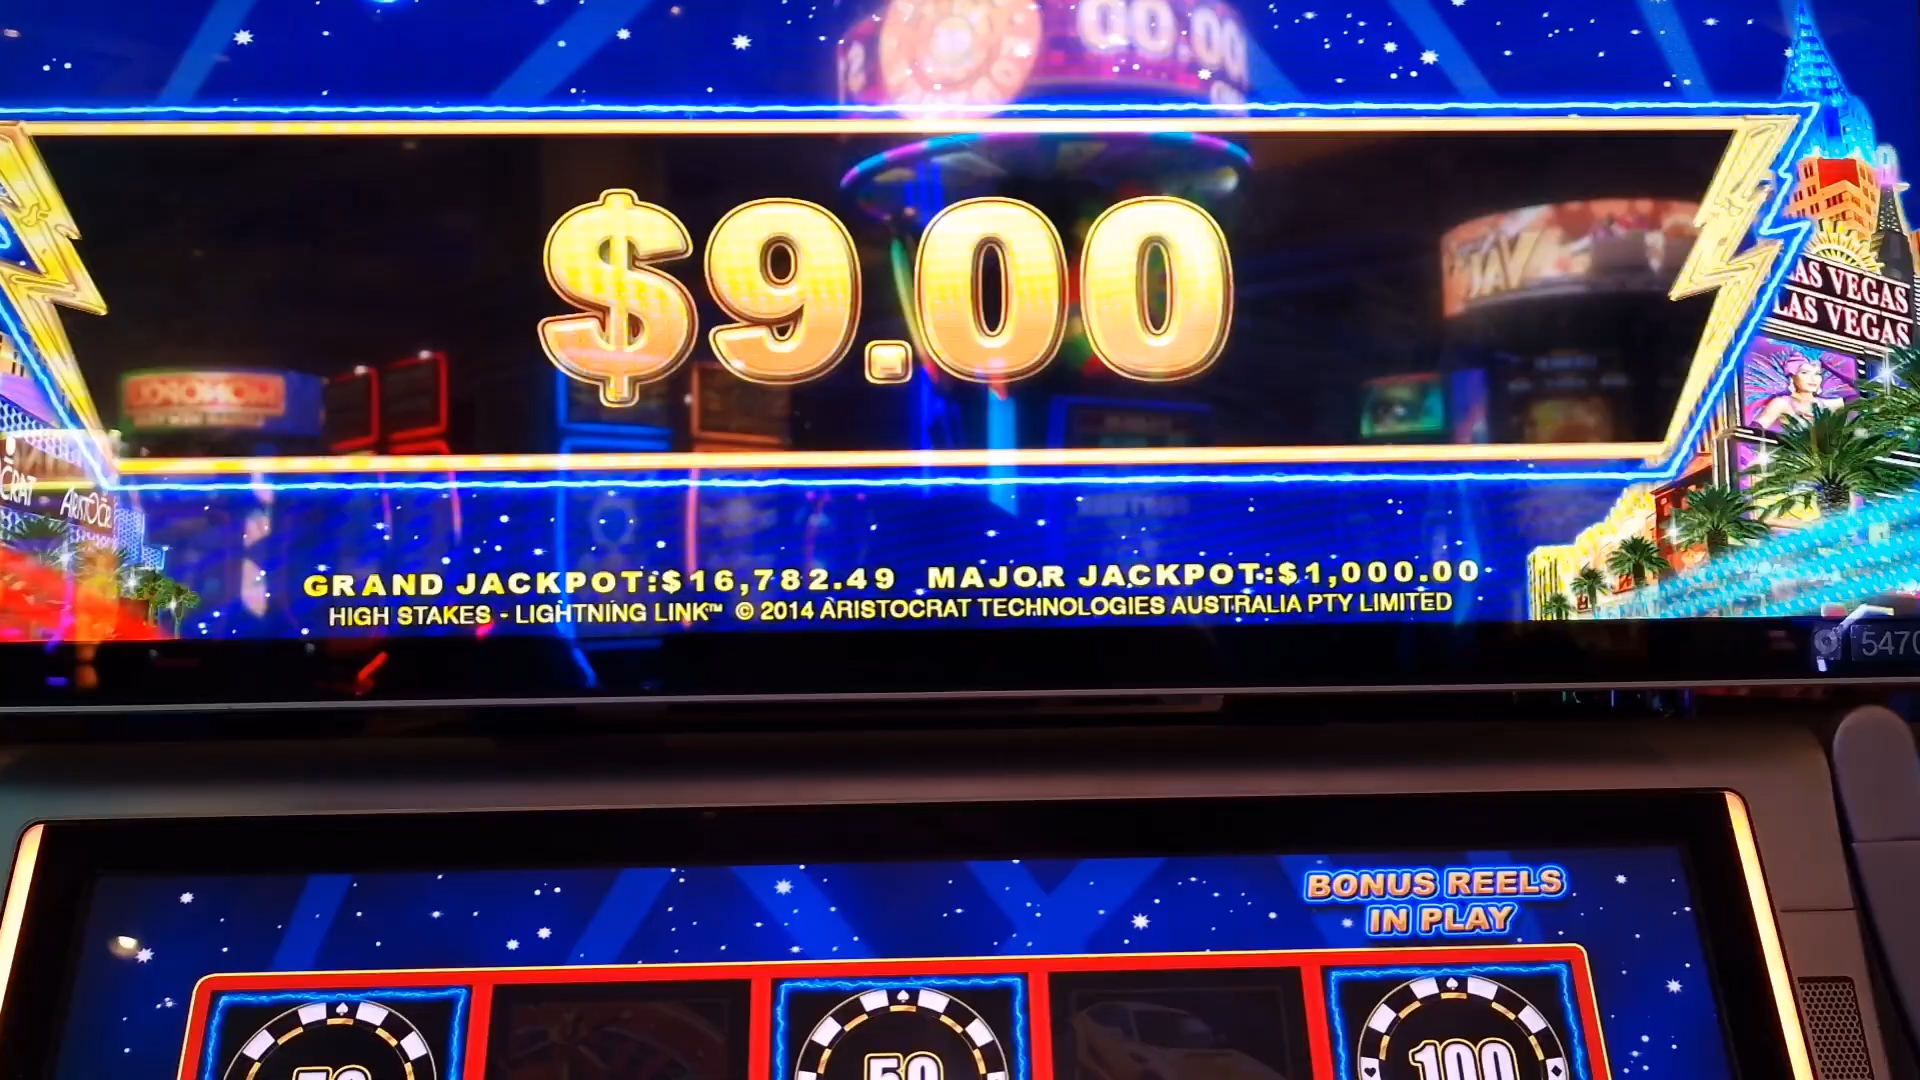 $9.00
LAS VEGAS
LAS VEGAS
ARISTOCR
GRAND JACKPOT:$16,782.49 MAJOR JACKPOT:$1,000.00
HIGH STAKES - LIGHTNING LINK™ © 2014 ARISTOCRAT TECHNOLOGIES AUSTRALIA PTY LIMITED
5470
BONUS REELS
IN PLAY
50
100